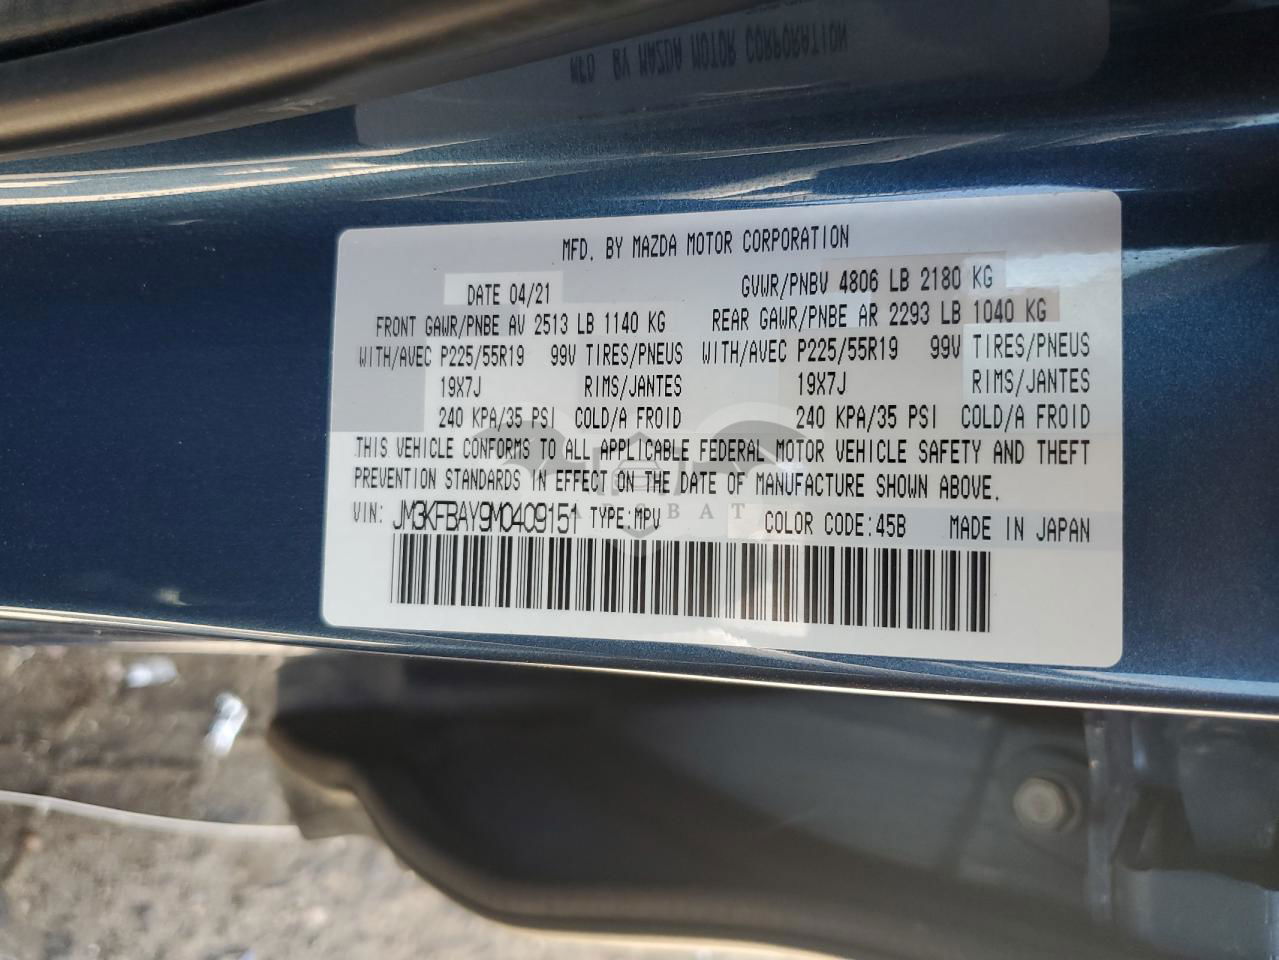 MFD. BY MAZDA MOTOR CORPORATION
DATE 04/21 GVWR/PNBV 4806 LB 2180 KG
FRONT GAWR/PNBE AV 2513 LB 1140 KG REAR GAWR/PNBE AR 2293 LB 1040 KG
WITH/AVEC P225/55R19 99V TIRES/PNEUS WITH/AVEC P225/55R19 99V TIRES/PNEUS
19X7J RIMS/JANTES 19X7J RIMS/JANTES
240 KPA/35 PSI COLD/A FROID 240 KPA/35 PSI COLD/A FROID
THIS VEHICLE CONFORMS TO ALL APPLICABLE FEDERAL MOTOR VEHICLE SAFETY AND THEFT
PREVENTION STANDARDS IN EFFECT ON THE DATE OF MANUFACTURE SHOWN ABOVE.
VIN: JM3KFBAY9M0409151 TYPE:MPV COLOR CODE:45B MADE IN JAPAN